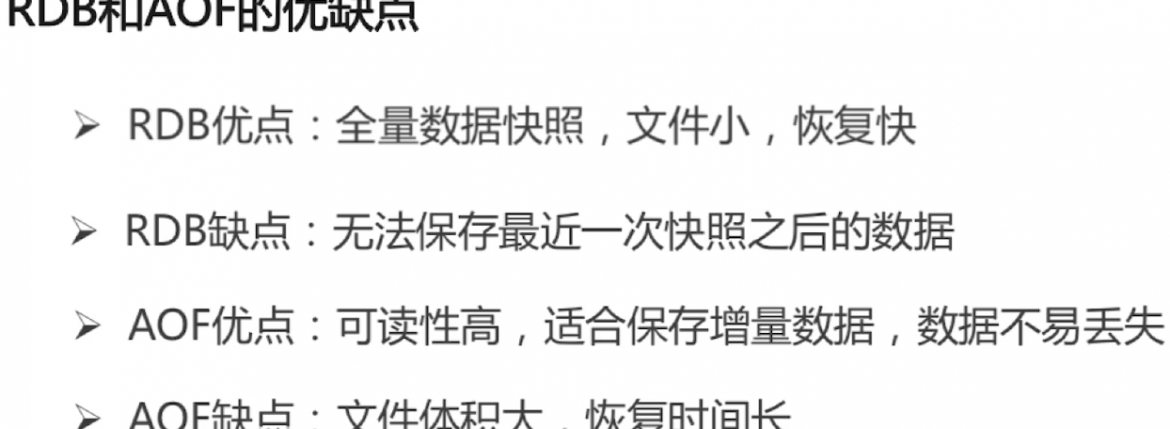 RDB和AOF的优缺点
➢ RDB优点：全量数据快照，文件小，恢复快
➢ RDB缺点：无法保存最近一次快照之后的数据
➢ AOF优点：可读性高，适合保存增量数据，数据不易丢失
➢ AOF缺点：文件体积大，恢复时间长